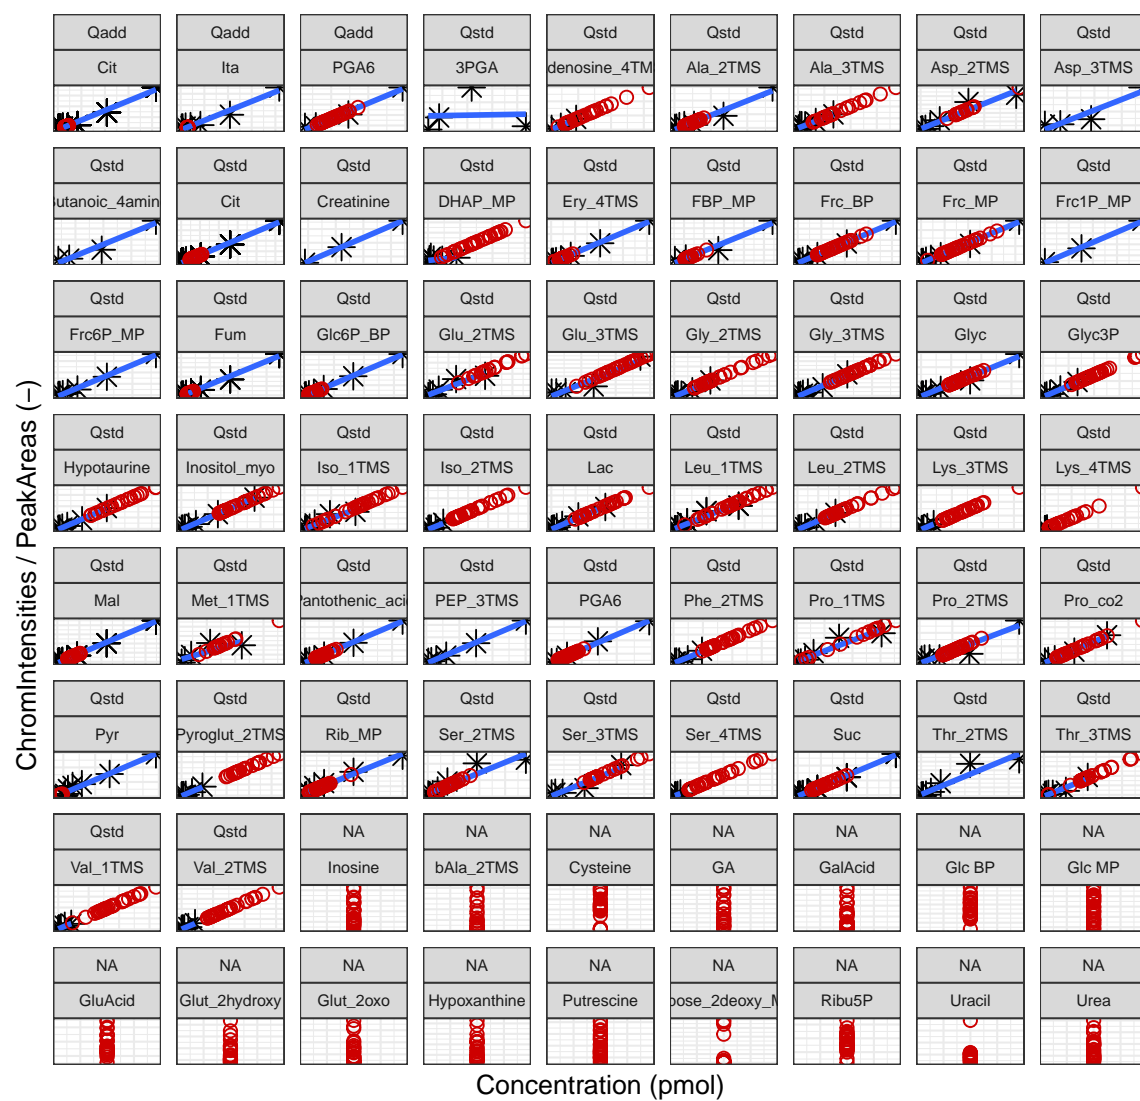 Qadd Qadd Qadd Qstd Qstd Qstd Qstd Qstd Qstd
Cit Ita PGA6 3PGA denosine_4TM Ala_2TMS Ala_3TMS Asp_2TMS Asp_3TMS
Qstd Qstd Qstd Qstd Qstd Qstd Qstd Qstd Qstd
utanoic_4amin Cit Creatinine DHAP_MP Ery_4TMS FBP_MP Frc_BP Frc_MP Frc1P_MP
Qstd Qstd Qstd Qstd Qstd Qstd Qstd Qstd Qstd
Frc6P_MP Fum Glc6P_BP Glu_2TMS Glu_3TMS Gly_2TMS Gly_3TMS Glyc Glyc3P
Qstd Qstd Qstd Qstd Qstd Qstd Qstd Qstd Qstd
Hypotaurine Inositol_myo Iso_1TMS Iso_2TMS Lac Leu_1TMS Leu_2TMS Lys_3TMS Lys_4TMS
Qstd Qstd Qstd Qstd Qstd Qstd Qstd Qstd Qstd
Mal Met_1TMS Pantothenic_acid PEP_3TMS PGA6 Phe_2TMS Pro_1TMS Pro_2TMS Pro_co2
Qstd Qstd Qstd Qstd Qstd Qstd Qstd Qstd Qstd
Pyr Pyroglut_2TMS Rib_MP Ser_2TMS Ser_3TMS Ser_4TMS Suc Thr_2TMS Thr_3TMS
Qstd Qstd NA NA NA NA NA NA NA
Val_1TMS Val_2TMS Inosine bAla_2TMS Cysteine GA GalAcid Glc BP Glc MP
NA NA NA NA NA NA NA NA NA
GluAcid Glut_2hydroxy Glut_2oxo Hypoxanthine Putrescine oose_2deoxy_M Ribu5P Uracil Urea
ChromIntensities / PeakAreas (−)
Concentration (pmol)